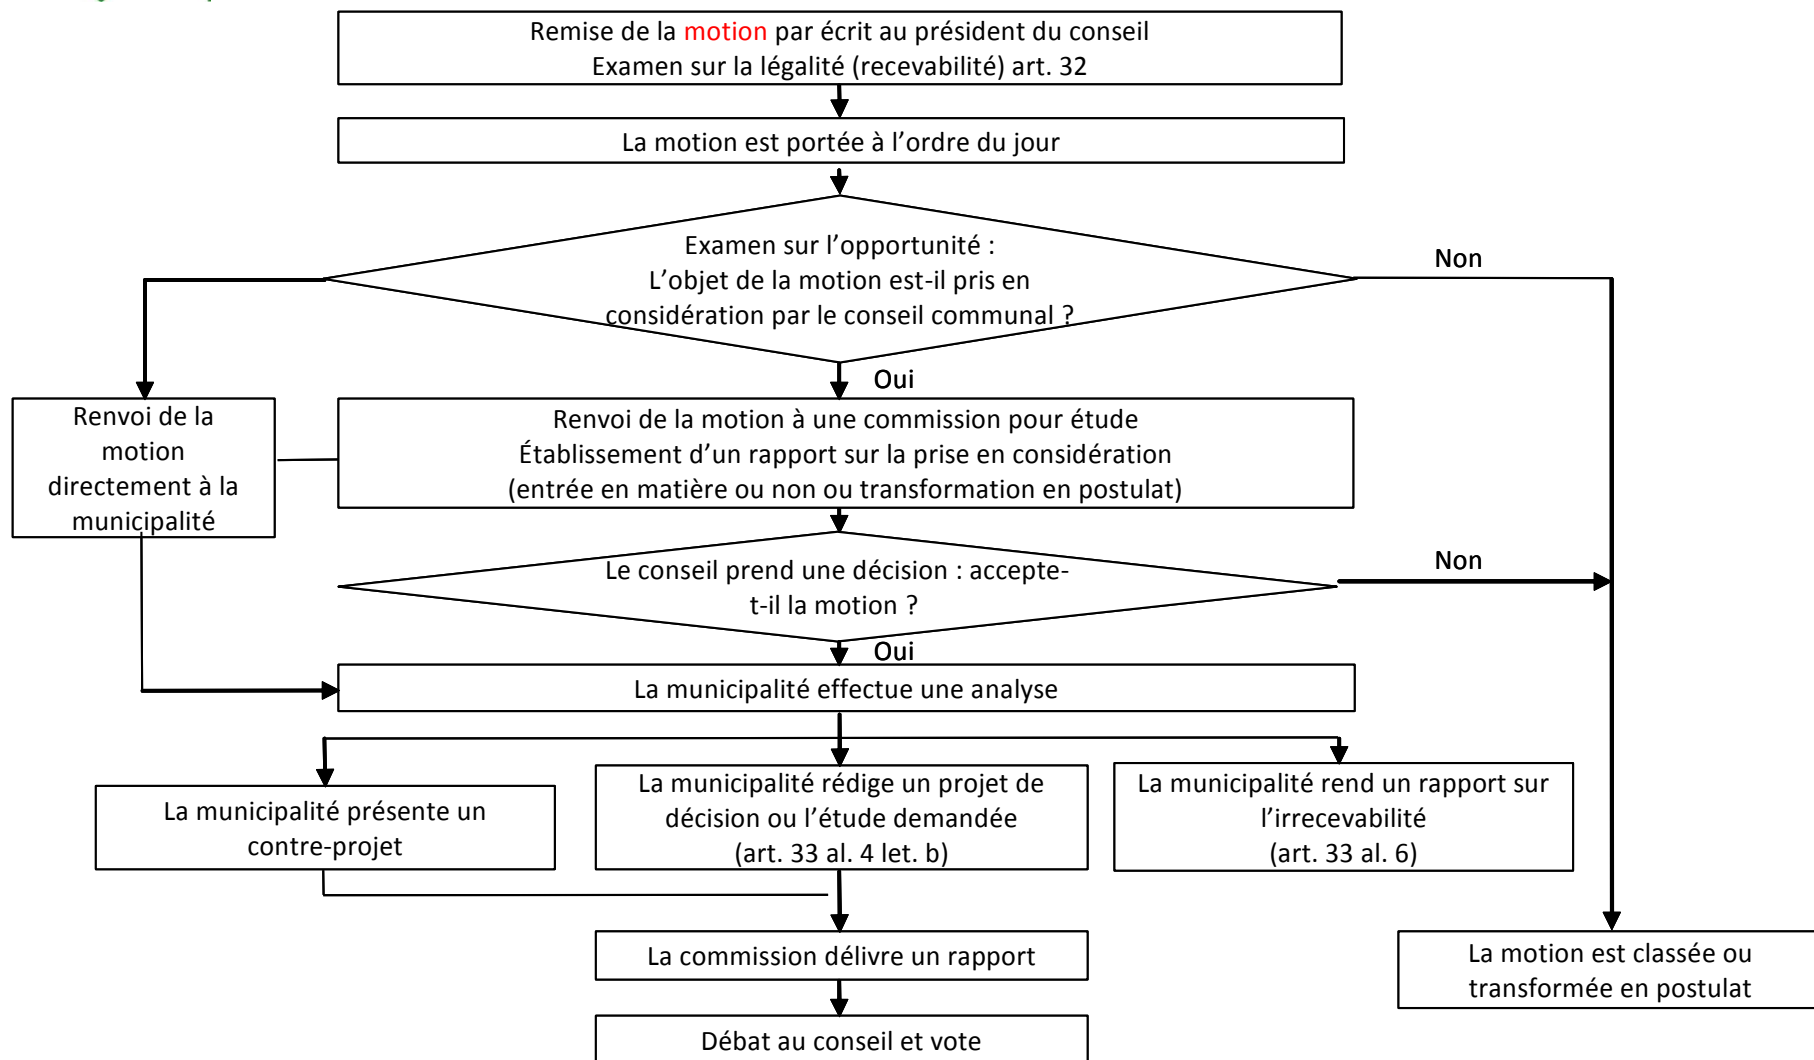 Remise de la motion par écrit au président du conseil
Examen sur la légalité (recevabilité) art. 32
La motion est portée à l’ordre du jour
Examen sur l’opportunité :
L’objet de la motion est-il pris en
considération par le conseil communal ?
Non
Oui
Renvoi de la
motion
directement à la
municipalité
Renvoi de la motion à une commission pour étude
Établissement d’un rapport sur la prise en considération
(entrée en matière ou non ou transformation en postulat)
Le conseil prend une décision : accepte-
t-il la motion ?
Non
Oui
La municipalité effectue une analyse
La municipalité présente un
contre-projet
La municipalité rédige un projet de
décision ou l’étude demandée
(art. 33 al. 4 let. b)
La municipalité rend un rapport sur
l’irrecevabilité
(art. 33 al. 6)
La commission délivre un rapport
La motion est classée ou
transformée en postulat
Débat au conseil et vote